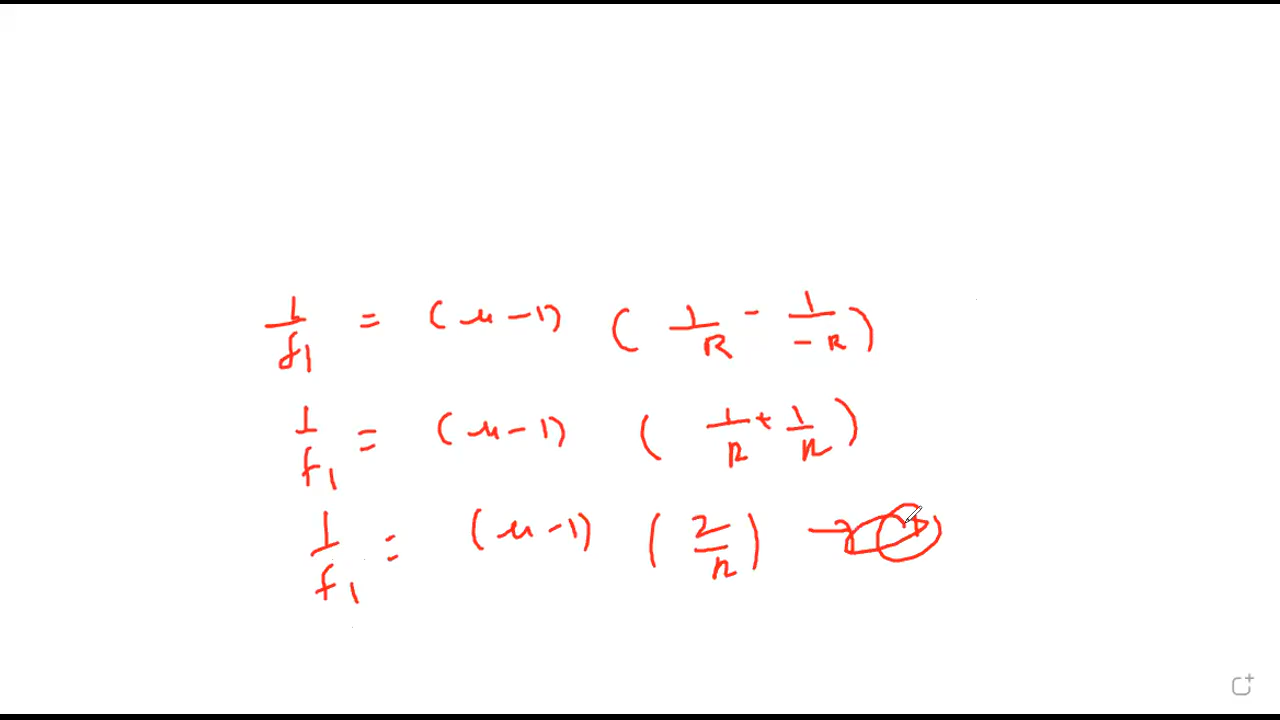 1/f1 = (μ-1) (1/R - 1/-R)
1/f1 = (μ-1) (1/R + 1/R)
1/f1 = (μ-1) (2/R) →